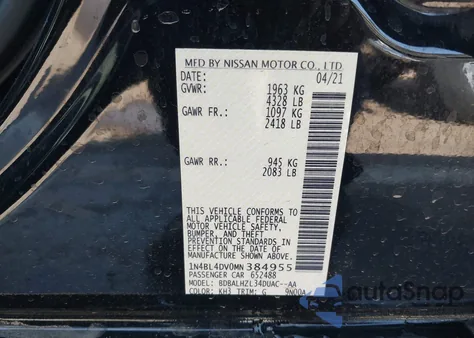 MFD BY NISSAN MOTOR CO., LTD
DATE: 04/21
GVWR: 1963 KG
4328 LB
GAWR FR.: 1097 KG
2418 LB
GAWR RR.: 945 KG
2083 LB
THIS VEHICLE CONFORMS TO
ALL APPLICABLE FEDERAL
MOTOR VEHICLE SAFETY,
BUMPER, AND THEFT
PREVENTION STANDARDS IN
EFFECT ON THE DATE OF
MANUFACTURE SHOWN ABOVE.
1N4BL4DV0MN384955
PASSENGER CAR 652488
MODEL: BDBALHZL34DUAC--AA
COLOR: KH3 TRIM: G 9N00A
autoSnap